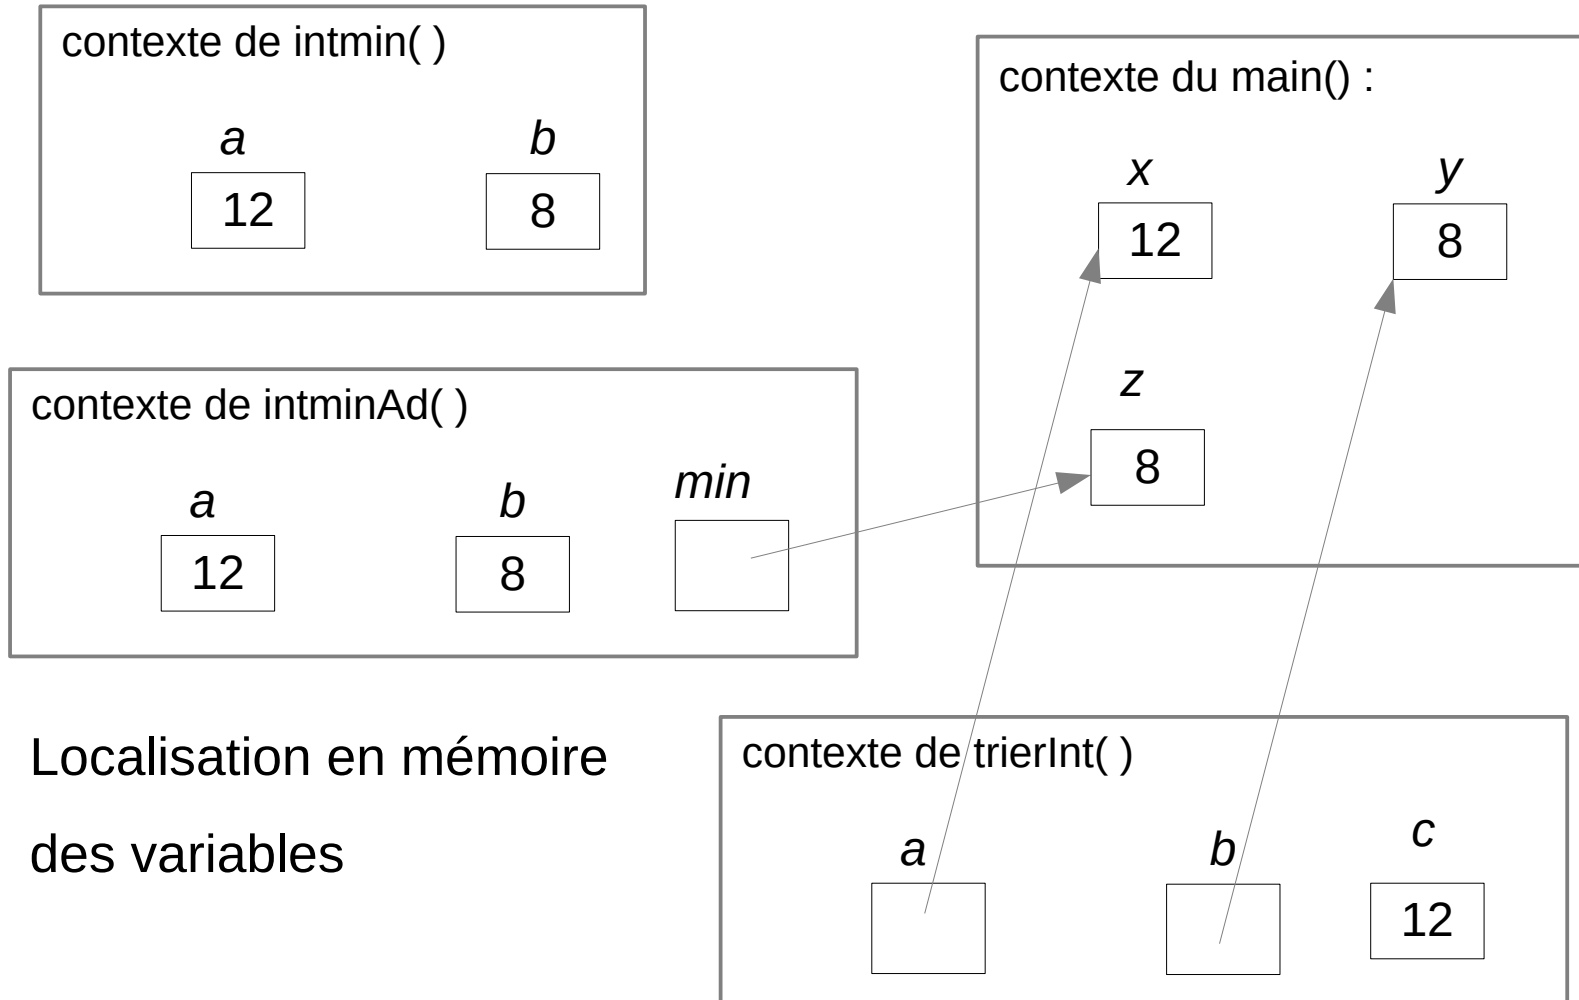 contexte de intmin( )
a b
12 8
contexte du main() :
x y
12 8
z
8
contexte de intminAd( )
a b min
12 8
Localisation en mémoire
des variables
contexte de trierInt( )
a b c
12